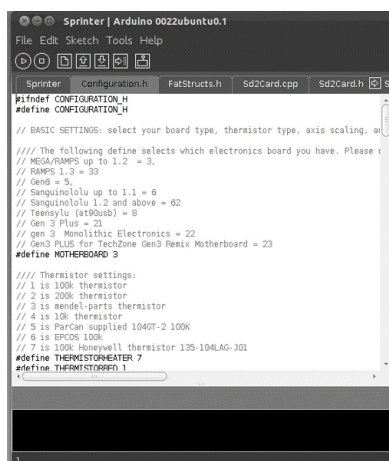 Sprinter | Arduino 0022ubuntu0.1
File Edit Sketch Tools Help
Sprinter Configuration.h FatStructs.h Sd2Card.cpp Sd2Card.h S
#ifndef CONFIGURATION_H
#define CONFIGURATION_H
// BASIC SETTINGS: select your board type, thermistor type, axis scaling,
//// The following define selects which electronics board you have. Please
// MEGA/RAMPS up to 1.2 = 3,
// RAMPS 1.3 = 33
// Gen6 = 5,
// Sanguinololu up to 1.1 = 6
// Sanguinololu 1.2 and above = 62
// Teensylu (at90usb) = 8
// Gen 3 Plus = 21
// gen 3 Monolithic Electronics = 22
// Gen3 PLUS for TechZone Gen3 Remix Motherboard = 23
#define MOTHERBOARD 3
//// Thermistor settings:
// 1 is 100k thermistor
// 2 is 200k thermistor
// 3 is mendel-parts thermistor
// 4 is 10k thermistor
// 5 is ParCan supplied 104GT-2 100K
// 6 is EPCOS 100k
// 7 is 100k Honeywell thermistor 135-104LAG-J01
#define THERMISTORHEATER 7
#define THERMISTORBED 1
1